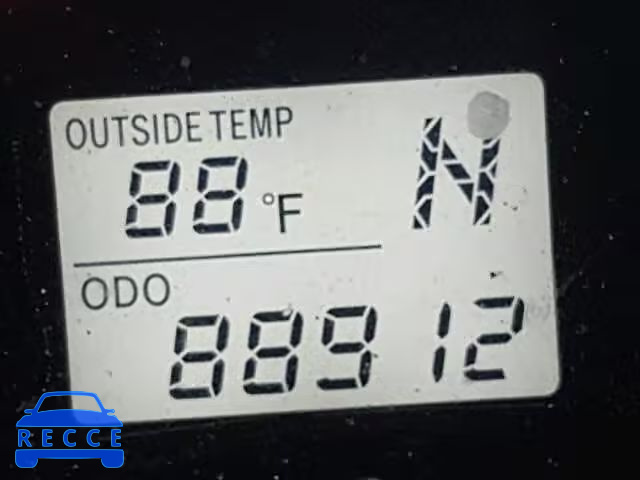 OUTSIDE TEMP
88 °F
N
ODO
88912
RECCE